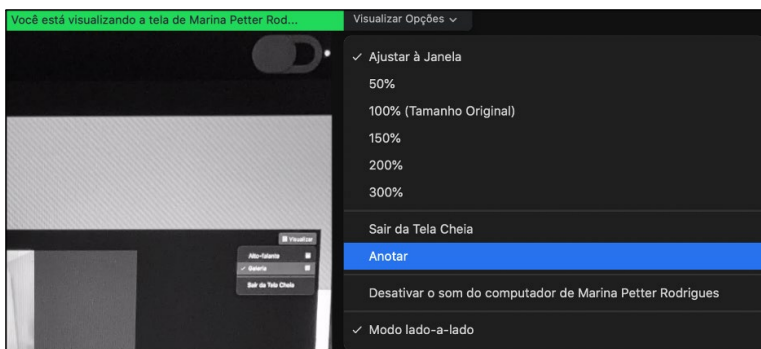 Você está visualizando a tela de Marina Petter Rod...
Visualizar Opções
Ajustar à Janela
50%
100% (Tamanho Original)
150%
200%
300%
Sair da Tela Cheia
Anotar
Desativar o som do computador de Marina Petter Rodrigues
Modo lado-a-lado
Visualizar
Alto-falante
Galeria
Sair da Tela Cheia